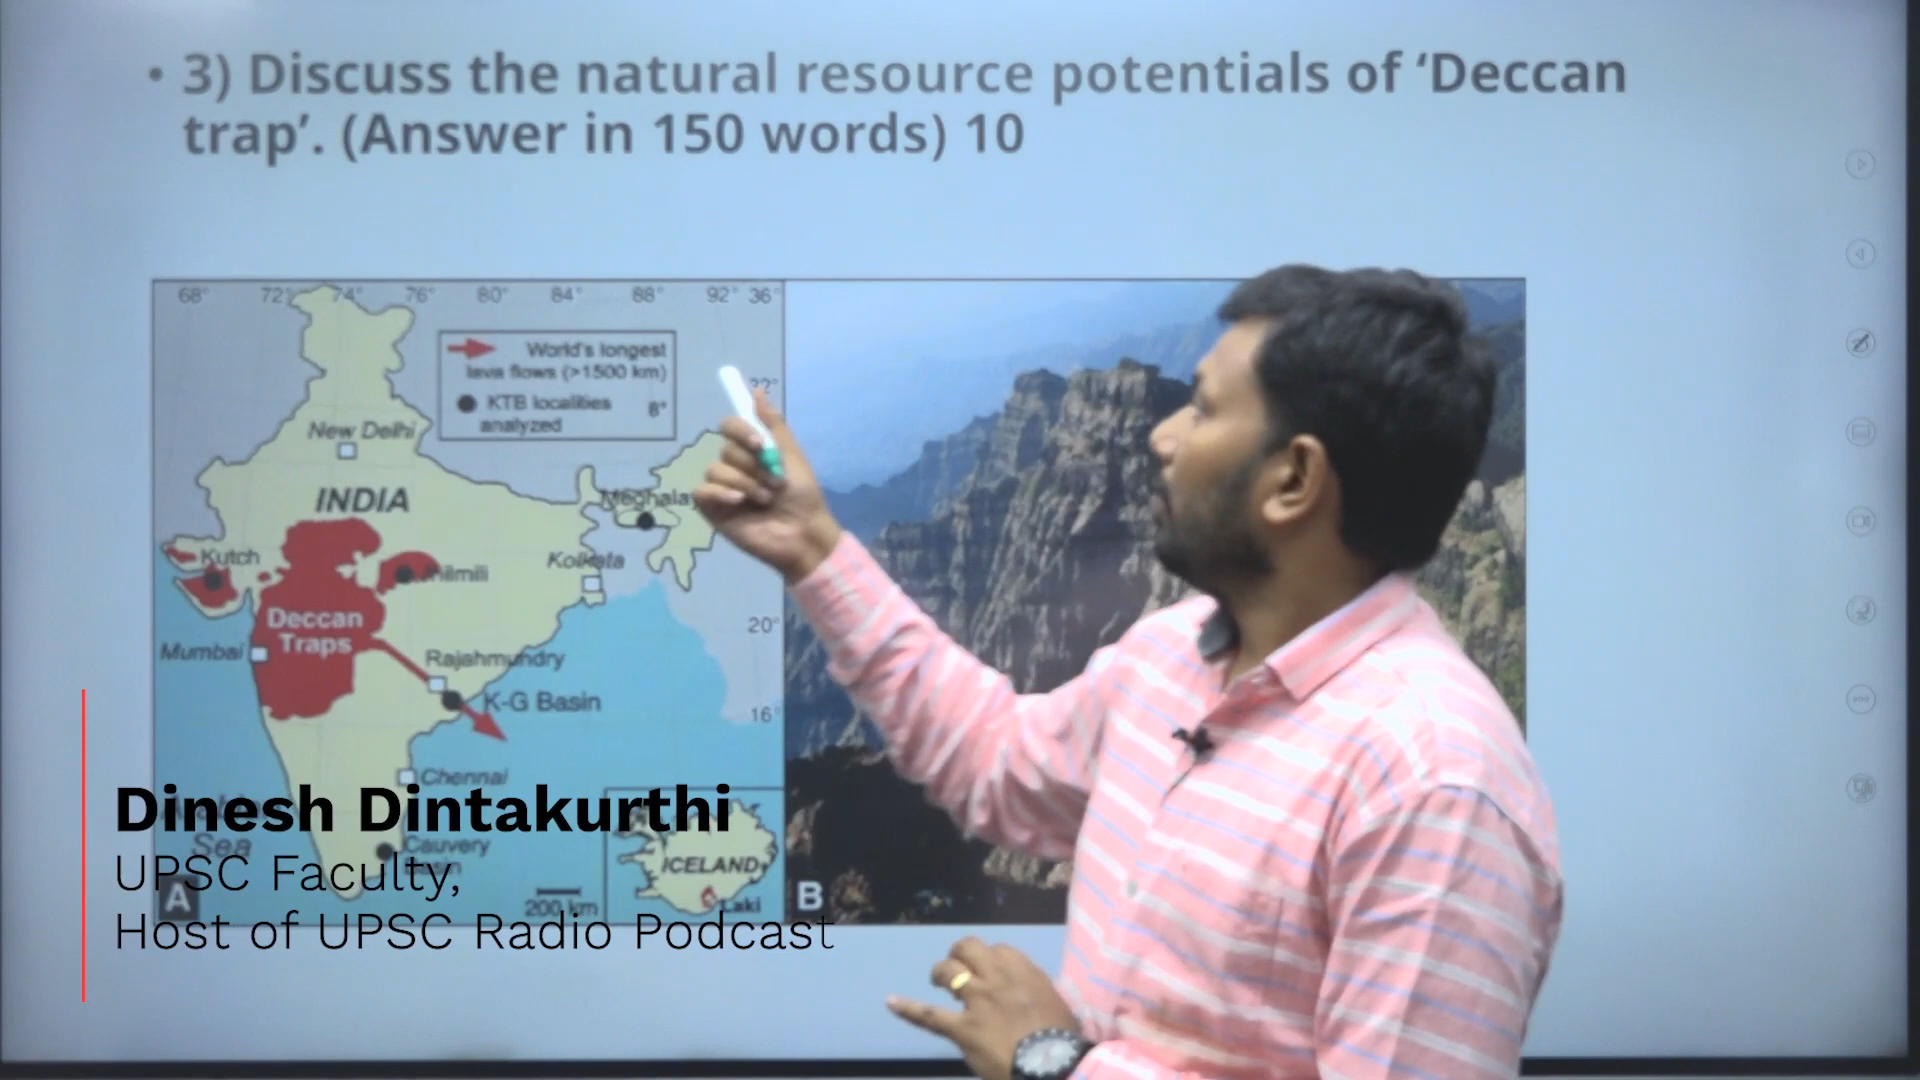 • 3) Discuss the natural resource potentials of ‘Deccan
trap’. (Answer in 150 words) 10
68° 72° 74° 76° 80° 84° 88° 92° 36°
World's longest
lava flows (>1500 km)
32°
KTB localities 8°
analyzed
New Delhi
INDIA
Kutch
Kolkata
Deccan
Traps
20°
Mumbai
Rajahmundry
K-G Basin
16°
Chennai
Dinesh Dintakurthi
Sea
Cauvery
ICELAND
UPSC Faculty,
A
B
200 km
Laki
Host of UPSC Radio Podcast